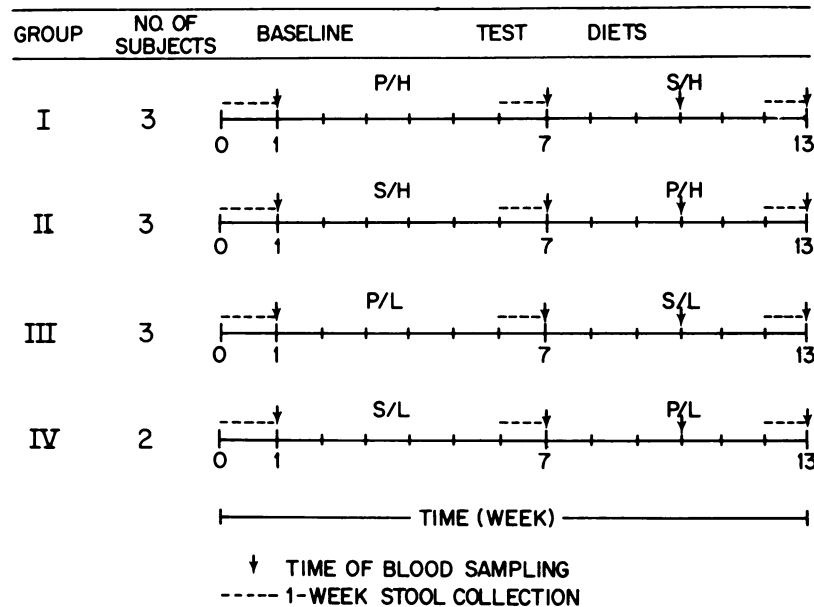 GROUP NO. OF SUBJECTS BASELINE TEST DIETS
P/H S/H
I 3
0 1 7 13
S/H P/H
II 3
0 1 7 13
P/L S/L
III 3
0 1 7 13
S/L P/L
IV 2
0 1 7 13
TIME (WEEK)
TIME OF BLOOD SAMPLING
1-WEEK STOOL COLLECTION